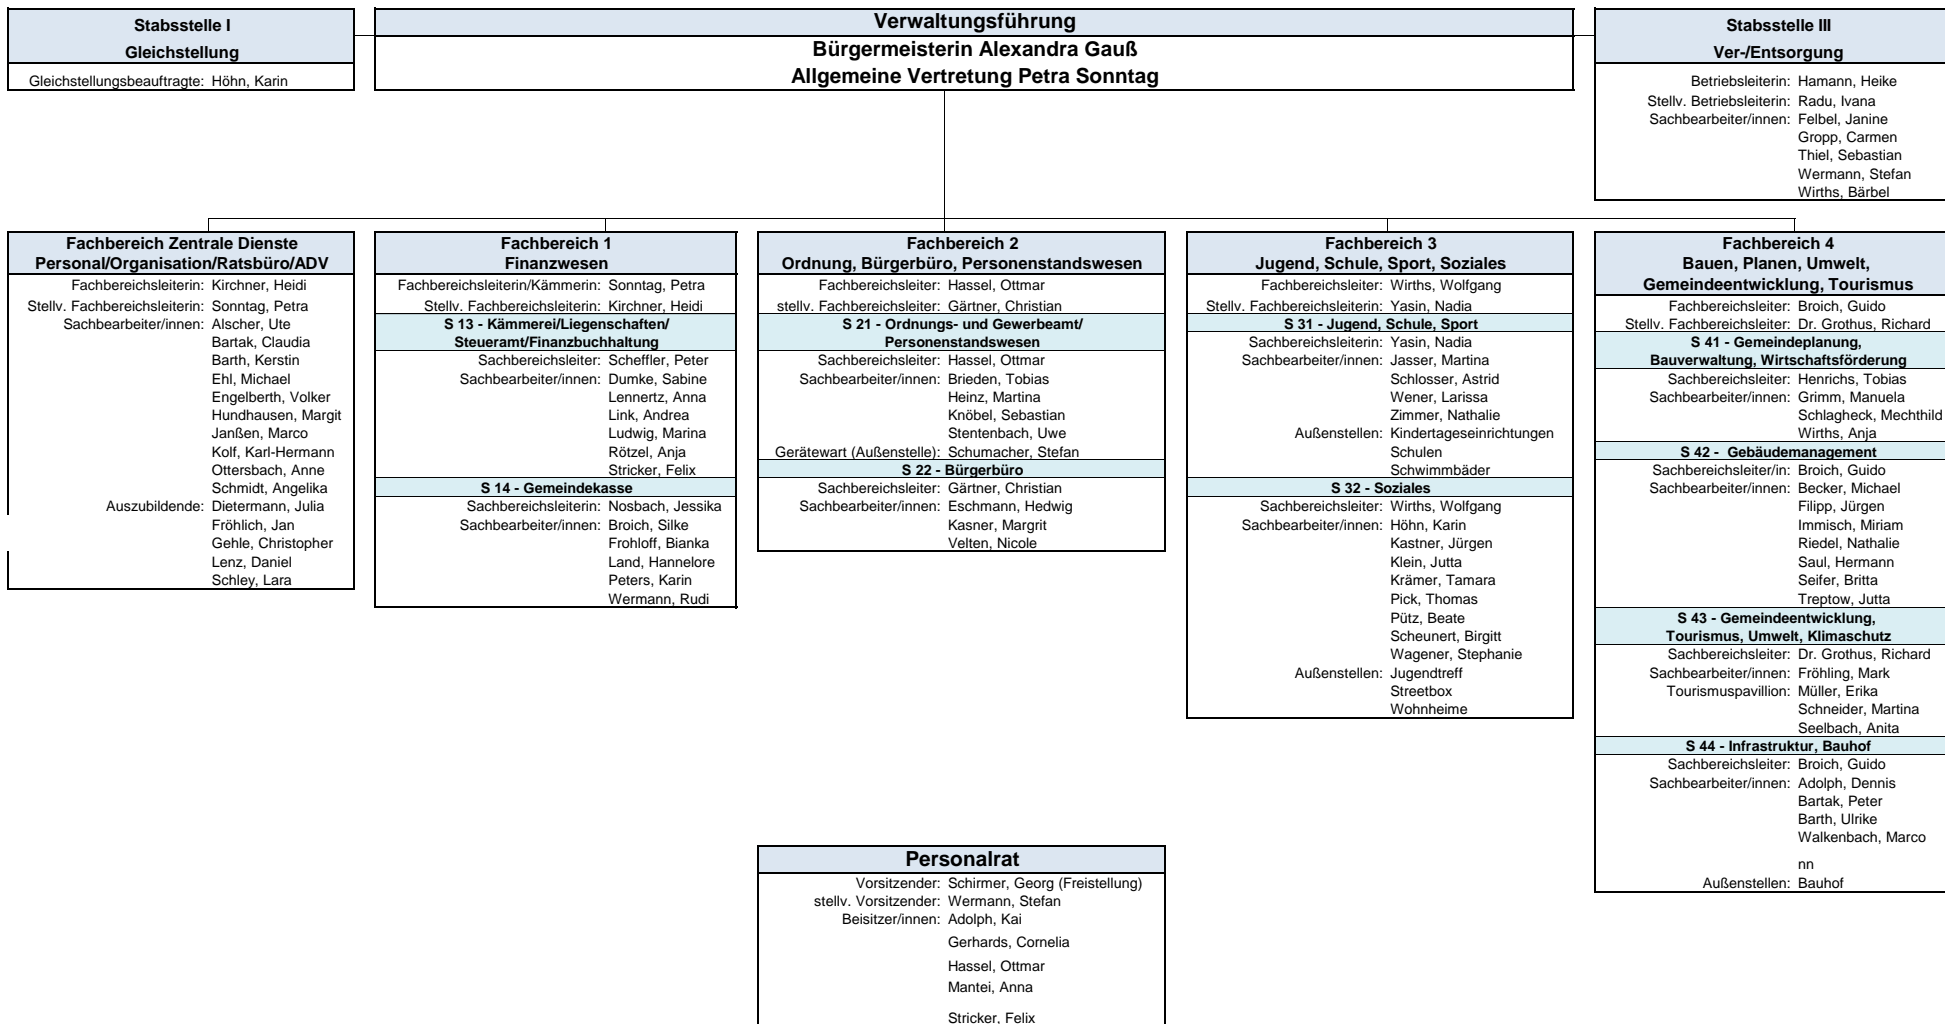 Stabsstelle I
Gleichstellung
Gleichstellungsbeauftragte: Höhn, Karin
Verwaltungsführung
Bürgermeisterin Alexandra Gauß
Allgemeine Vertretung Petra Sonntag
Stabsstelle III
Ver-/Entsorgung
Betriebsleiterin: Hamann, Heike
Stellv. Betriebsleiterin: Radu, Ivana
Sachbearbeiter/innen: Felbel, Janine
Gropp, Carmen
Thiel, Sebastian
Wermann, Stefan
Wirths, Bärbel
Fachbereich Zentrale Dienste
Personal/Organisation/Ratsbüro/ADV
Fachbereichsleiterin: Kirchner, Heidi
Stellv. Fachbereichsleiterin: Sonntag, Petra
Sachbearbeiter/innen: Alscher, Ute
Bartak, Claudia
Barth, Kerstin
Ehl, Michael
Engelberth, Volker
Hundhausen, Margit
Janßen, Marco
Kolf, Karl-Hermann
Ottersbach, Anne
Schmidt, Angelika
Auszubildende: Dietermann, Julia
Fröhlich, Jan
Gehle, Christopher
Lenz, Daniel
Schley, Lara
Fachbereich 1
Finanzwesen
Fachbereichsleiterin/Kämmerin: Sonntag, Petra
Stellv. Fachbereichsleiterin: Kirchner, Heidi
S 13 - Kämmerei/Liegenschaften/
Steueramt/Finanzbuchhaltung
Sachbereichsleiter: Scheffler, Peter
Sachbearbeiter/innen: Dumke, Sabine
Lennertz, Anna
Link, Andrea
Ludwig, Marina
Rötzel, Anja
Stricker, Felix
S 14 - Gemeindekasse
Sachbereichsleiterin: Nosbach, Jessika
Sachbearbeiter/innen: Broich, Silke
Frohloff, Bianka
Land, Hannelore
Peters, Karin
Wermann, Rudi
Fachbereich 2
Ordnung, Bürgerbüro, Personenstandswesen
Fachbereichsleiter: Hassel, Ottmar
stellv. Fachbereichsleiter: Gärtner, Christian
S 21 - Ordnungs- und Gewerbeamt/
Personenstandswesen
Sachbereichsleiter: Hassel, Ottmar
Sachbearbeiter/innen: Brieden, Tobias
Heinz, Martina
Knöbel, Sebastian
Stentenbach, Uwe
Gerätewart (Außenstelle): Schumacher, Stefan
S 22 - Bürgerbüro
Sachbereichsleiter: Gärtner, Christian
Sachbearbeiter/innen: Eschmann, Hedwig
Kasner, Margrit
Velten, Nicole
Fachbereich 3
Jugend, Schule, Sport, Soziales
Fachbereichsleiter: Wirths, Wolfgang
Stellv. Fachbereichsleiterin: Yasin, Nadia
S 31 - Jugend, Schule, Sport
Sachbereichsleiterin: Yasin, Nadia
Sachbearbeiter/innen: Jasser, Martina
Schlosser, Astrid
Wener, Larissa
Zimmer, Nathalie
Außenstellen: Kindertageseinrichtungen
Schulen
Schwimmbäder
S 32 - Soziales
Sachbereichsleiter: Wirths, Wolfgang
Sachbearbeiter/innen: Höhn, Karin
Kastner, Jürgen
Klein, Jutta
Krämer, Tamara
Pick, Thomas
Pütz, Beate
Scheunert, Birgitt
Wagener, Stephanie
Außenstellen: Jugendtreff
Streetbox
Wohnheime
Fachbereich 4
Bauen, Planen, Umwelt,
Gemeindeentwicklung, Tourismus
Fachbereichsleiter: Broich, Guido
Stellv. Fachbereichsleiter: Dr. Grothus, Richard
S 41 - Gemeindeplanung,
Bauverwaltung, Wirtschaftsförderung
Sachbereichsleiter: Henrichs, Tobias
Sachbearbeiter/innen: Grimm, Manuela
Schlagheck, Mechthild
Wirths, Anja
S 42 - Gebäudemanagement
Sachbereichsleiter/in: Broich, Guido
Sachbearbeiter/innen: Becker, Michael
Filipp, Jürgen
Immisch, Miriam
Riedel, Nathalie
Saul, Hermann
Seifer, Britta
Treptow, Jutta
S 43 - Gemeindeentwicklung,
Tourismus, Umwelt, Klimaschutz
Sachbereichsleiter: Dr. Grothus, Richard
Sachbearbeiter/innen: Fröhling, Mark
Tourismuspavillion: Müller, Erika
Schneider, Martina
Seelbach, Anita
S 44 - Infrastruktur, Bauhof
Sachbereichsleiter: Broich, Guido
Sachbearbeiter/innen: Adolph, Dennis
Bartak, Peter
Barth, Ulrike
Walkenbach, Marco
nn
Außenstellen: Bauhof
Personalrat
Vorsitzender: Schirmer, Georg (Freistellung)
stellv. Vorsitzender: Wermann, Stefan
Beisitzer/innen: Adolph, Kai
Gerhards, Cornelia
Hassel, Ottmar
Mantei, Anna
Stricker, Felix